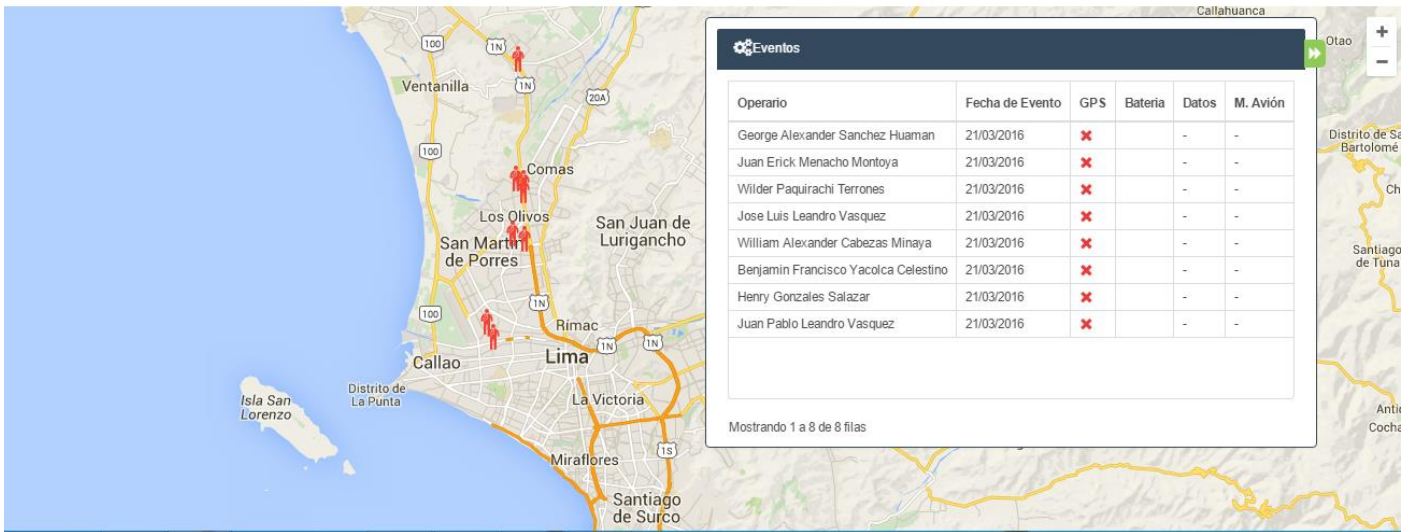 Callahuanca
100
1N
Ventanilla
1N
20A
100
Comas
Los Olivos
San Juan de
Lurigancho
San Martin
de Porres
100
1N
Rimac
1N
1N
Lima
Callao
Distrito de
La Punta
Isla San
Lorenzo
La Victoria
1S
Miraflores
Santiago
de Surco
Eventos
Operario Fecha de Evento GPS Bateria Datos M. Avión
George Alexander Sanchez Huaman 21/03/2016 - -
Juan Erick Menacho Montoya 21/03/2016 - -
Wilder Paquirachi Terrones 21/03/2016 - -
Jose Luis Leandro Vasquez 21/03/2016 - -
William Alexander Cabezas Minaya 21/03/2016 - -
Benjamin Francisco Yacolca Celestino 21/03/2016 - -
Henry Gonzales Salazar 21/03/2016 - -
Juan Pablo Leandro Vasquez 21/03/2016 - -
Mostrando 1 a 8 de 8 filas
Otao
+
−
Distrito de Sa
Bartolomé
Ch
Santiago
de Tuna
Antic
Cocha